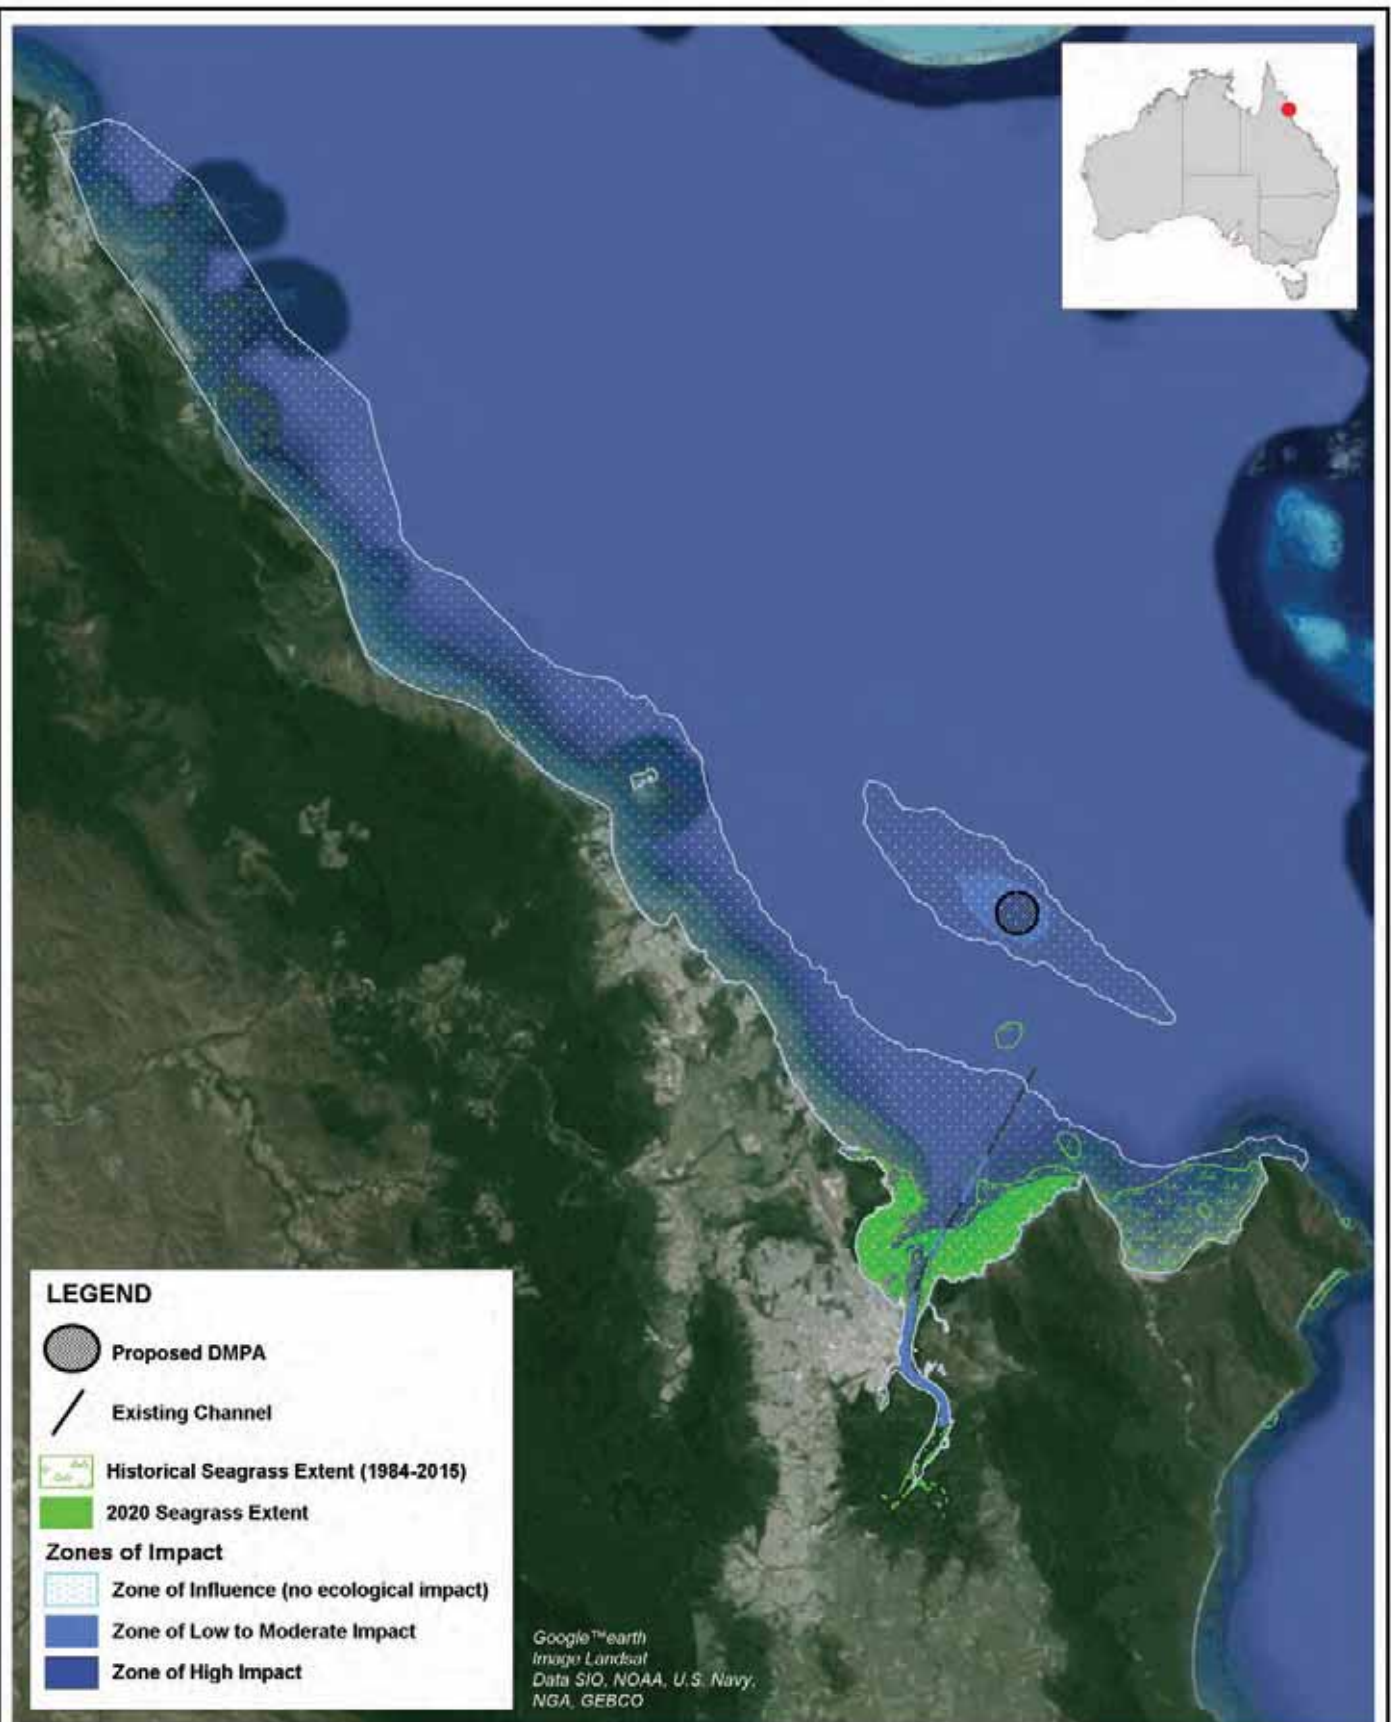 LEGEND
Proposed DMPA
Existing Channel
Historical Seagrass Extent (1984-2015)
2020 Seagrass Extent
Zones of Impact
Zone of Influence (no ecological impact)
Zone of Low to Moderate Impact
Zone of High Impact
Google™earth
Image Landsat
Data SIO, NOAA, U.S. Navy,
NGA, GEBCO